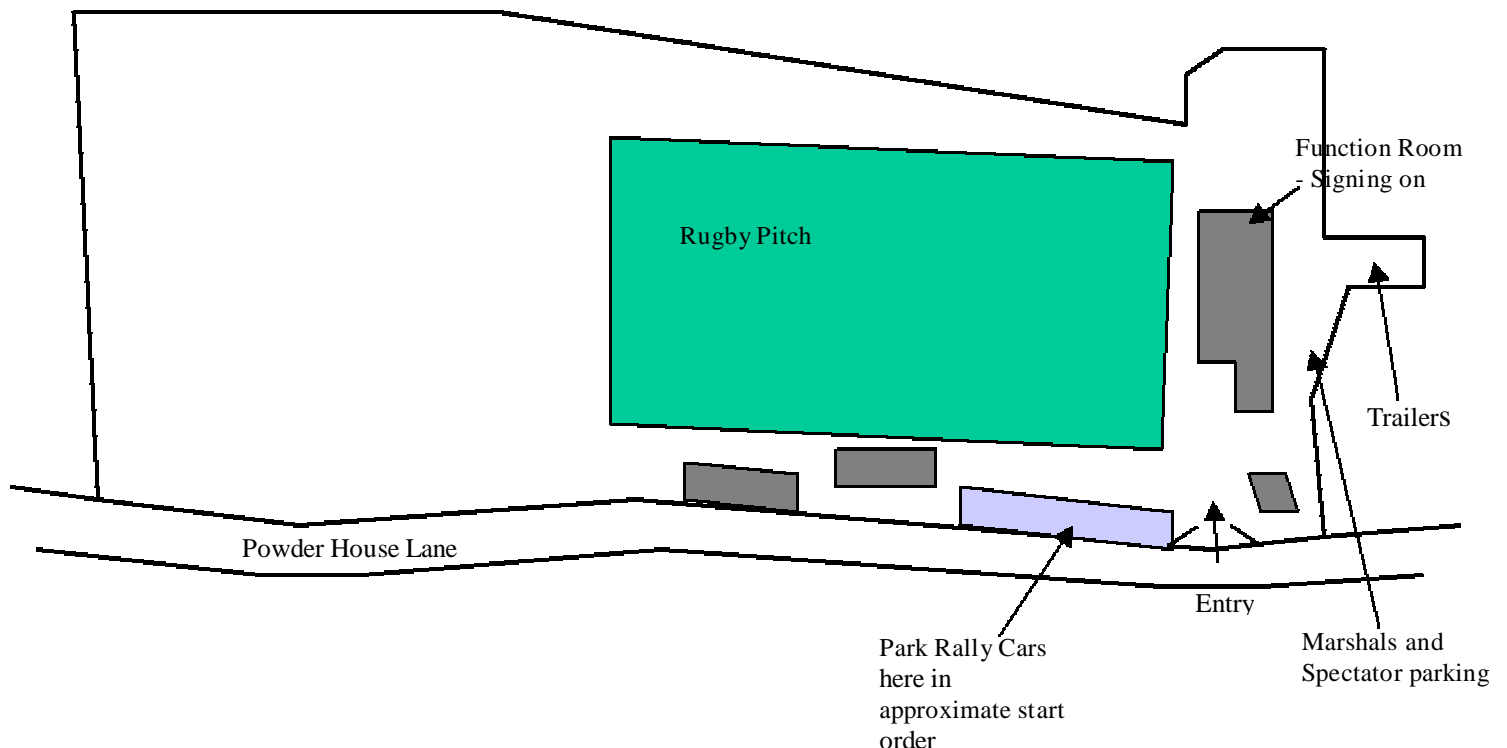 Function Room
- Signing on
Rugby Pitch
Trailers
Powder House Lane
Entry
Park Rally Cars
here in
approximate start
order
Marshals and
Spectator parking